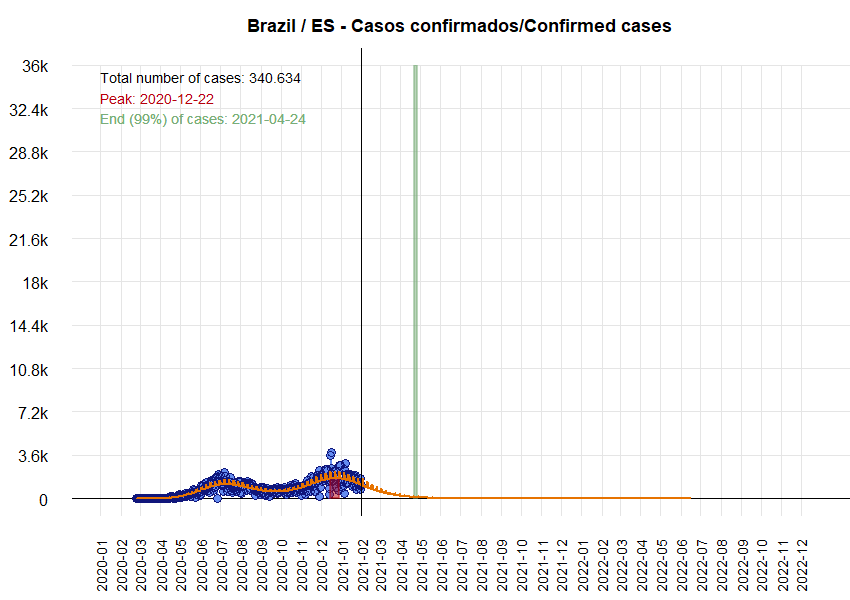 Brazil / ES - Casos confirmados/Confirmed cases
36k
32.4k
28.8k
25.2k
21.6k
18k
14.4k
10.8k
7.2k
3.6k
0
Total number of cases: 340.634
Peak: 2020-12-22
End (99%) of cases: 2021-04-24
2020-01
2020-02
2020-03
2020-04
2020-05
2020-06
2020-07
2020-08
2020-09
2020-10
2020-11
2020-12
2021-01
2021-02
2021-03
2021-04
2021-05
2021-06
2021-07
2021-08
2021-09
2021-10
2021-11
2021-12
2022-01
2022-02
2022-03
2022-04
2022-05
2022-06
2022-07
2022-08
2022-09
2022-10
2022-11
2022-12